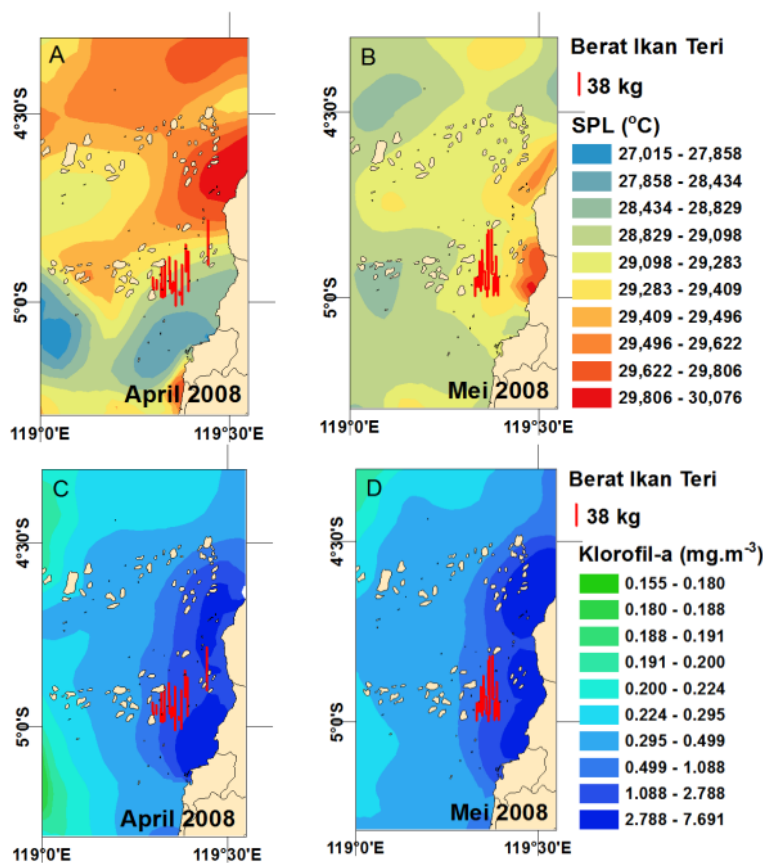 A
4°30'S
5°0'S
April 2008
119°0'E
119°30'E
B
4°30'S
5°0'S
Mei 2008
119°0'E
119°30'E
Berat Ikan Teri
38 kg
SPL (°C)
27,015 - 27,858
27,858 - 28,434
28,434 - 28,829
28,829 - 29,098
29,098 - 29,283
29,283 - 29,409
29,409 - 29,496
29,496 - 29,622
29,622 - 29,806
29,806 - 30,076
C
4°30'S
5°0'S
April 2008
119°0'E
119°30'E
D
4°30'S
5°0'S
Mei 2008
119°0'E
119°30'E
Berat Ikan Teri
38 kg
Klorofil-a (mg.m⁻³)
0.155 - 0.180
0.180 - 0.188
0.188 - 0.191
0.191 - 0.200
0.200 - 0.224
0.224 - 0.295
0.295 - 0.499
0.499 - 1.088
1.088 - 2.788
2.788 - 7.691